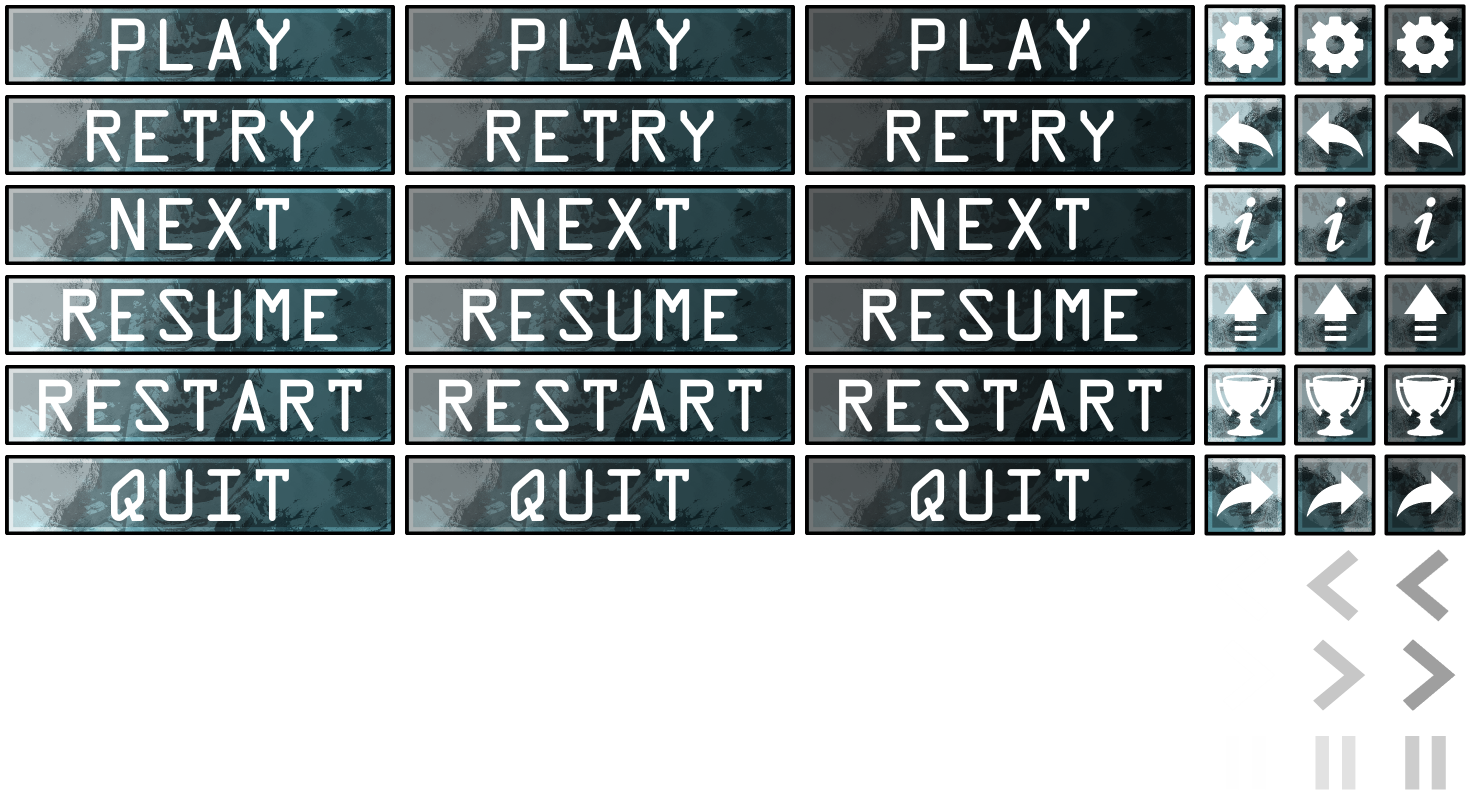 PLAY PLAY PLAY
RETRY RETRY RETRY
NEXT NEXT NEXT i i i
RESUME RESUME RESUME
RESTART RESTART RESTART
QUIT QUIT QUIT